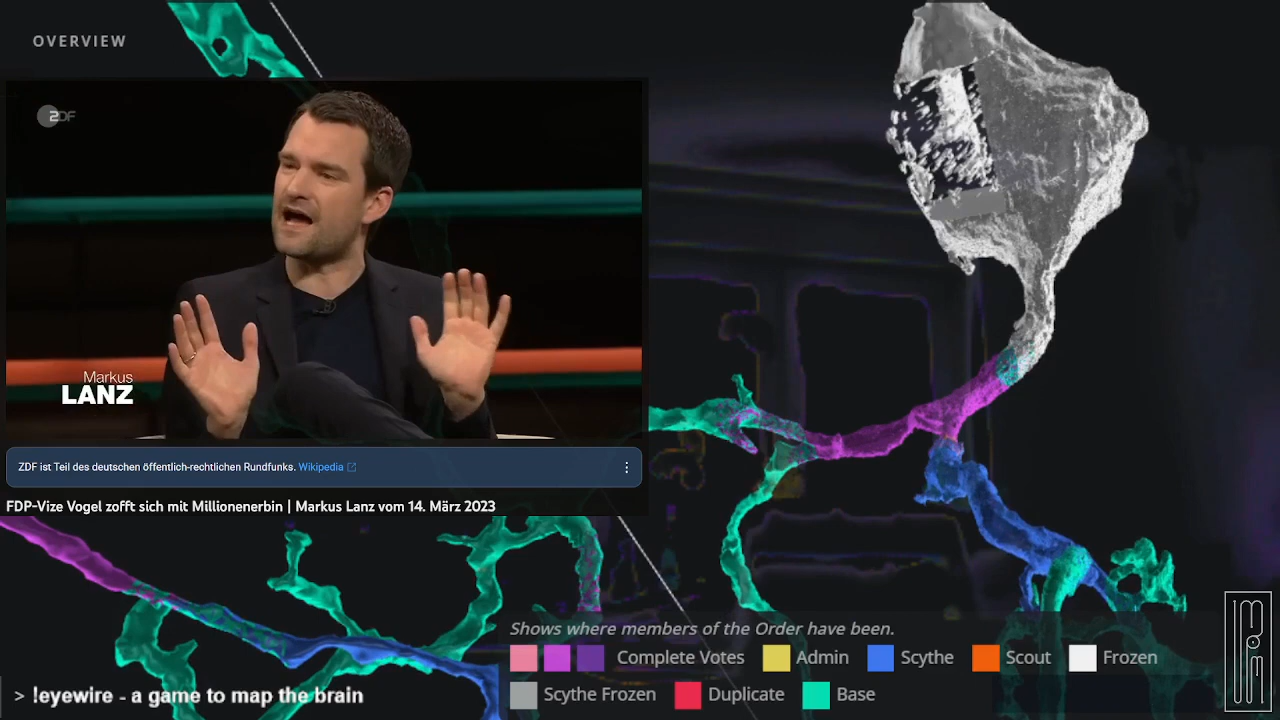 OVERVIEW
ZDF
Markus
LANZ
ZDF ist Teil des deutschen öffentlich-rechtlichen Rundfunks. Wikipedia
FDP-Vize Vogel zofft sich mit Millionenerbin | Markus Lanz vom 14. März 2023
Shows where members of the Order have been.
Complete Votes Admin Scythe Scout Frozen
Scythe Frozen Duplicate Base
> !eyewire - a game to map the brain